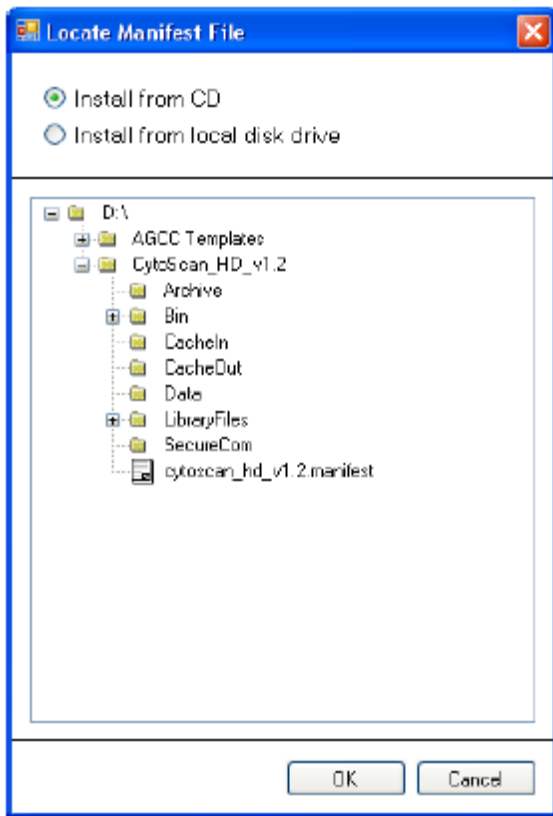 Locate Manifest File
Install from CD
Install from local disk drive
D:\
AGCC Templates
CytoScan_HD_v1.2
Archive
Bin
CacheIn
CacheOut
Data
LibraryFiles
SecureCom
cytoscan_hd_v1.2.manifest
OK Cancel